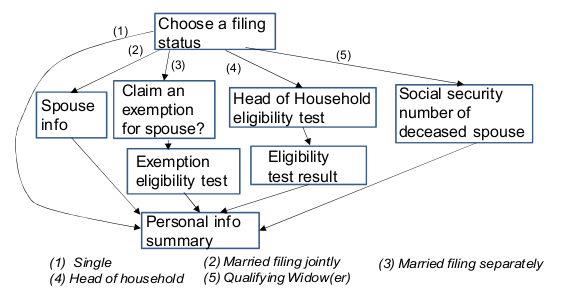 Choose a filing
status
(1)
(2)
(3)
(4)
(5)
Spouse
info
Claim an
exemption
for spouse?
Head of Household
eligibility test
Social security
number of
deceased spouse
Exemption
eligibility test
Eligibility
test result
Personal info
summary
(1) Single
(2) Married filing jointly
(3) Married filing separately
(4) Head of household
(5) Qualifying Widow(er)